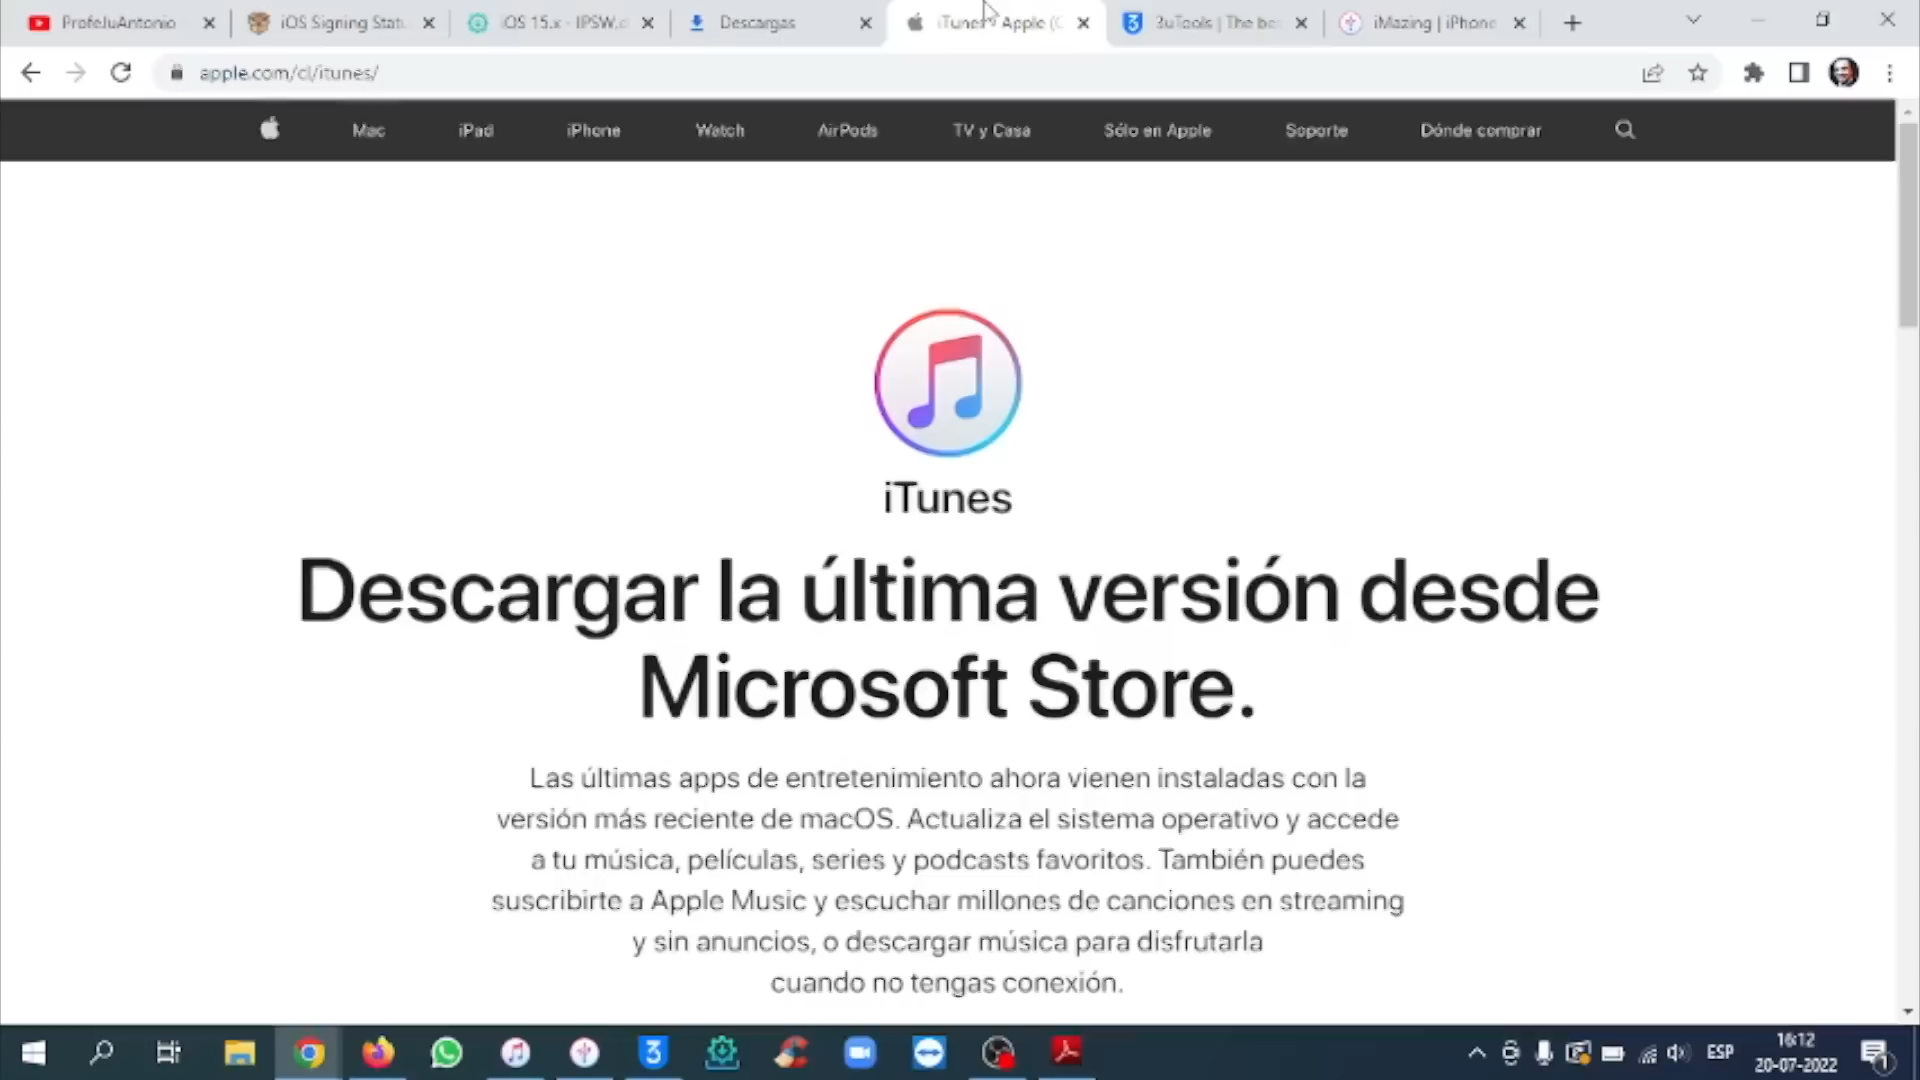 ProfeJuAntonio
iOS Signing Stat
iOS 15.x - IPSW.
Descargas
iTunes - Apple (C
3uTools | The be
iMazing | iPhone
apple.com/cl/itunes/
Mac
iPad
iPhone
Watch
AirPods
TV y Casa
Sólo en Apple
Soporte
Dónde comprar
iTunes
Descargar la última versión desde
Microsoft Store.
Las últimas apps de entretenimiento ahora vienen instaladas con la
versión más reciente de macOS. Actualiza el sistema operativo y accede
a tu música, películas, series y podcasts favoritos. También puedes
suscribirte a Apple Music y escuchar millones de canciones en streaming
y sin anuncios, o descargar música para disfrutarla
cuando no tengas conexión.
3
ESP
16:12
20-07-2022
1